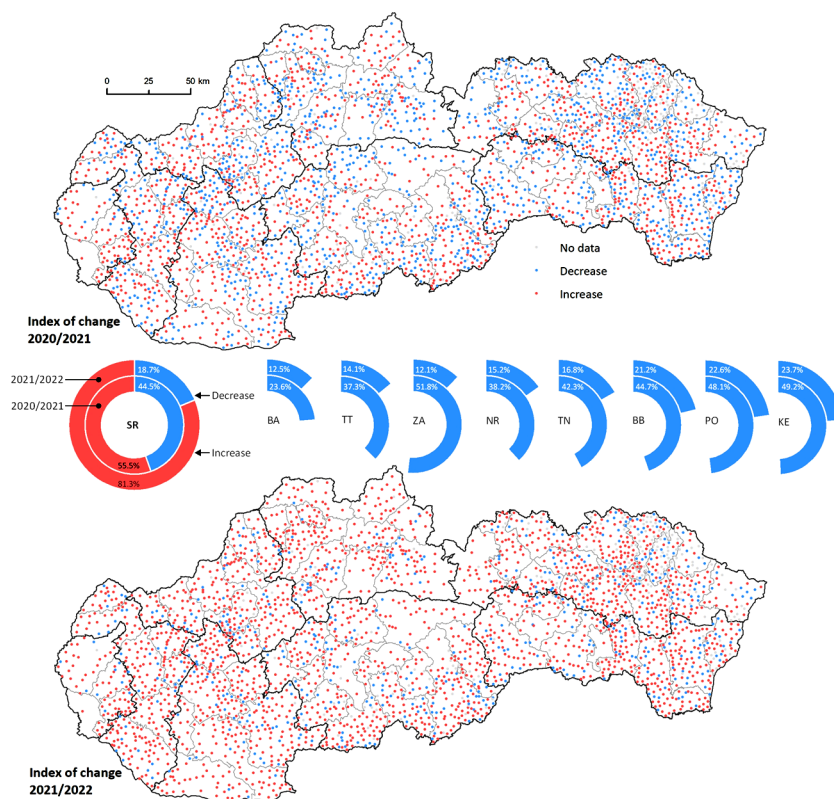 0 25 50 km
No data
Decrease
Increase
Index of change
2020/2021
2021/2022
2020/2021
18.7%
44.5%
SR
55.5%
81.3%
Decrease
Increase
12.5%
23.6%
BA
14.1%
37.3%
TT
12.1%
51.8%
ZA
15.2%
38.2%
NR
16.8%
42.3%
TN
21.2%
44.7%
BB
22.6%
48.1%
PO
23.7%
49.2%
KE
Index of change
2021/2022